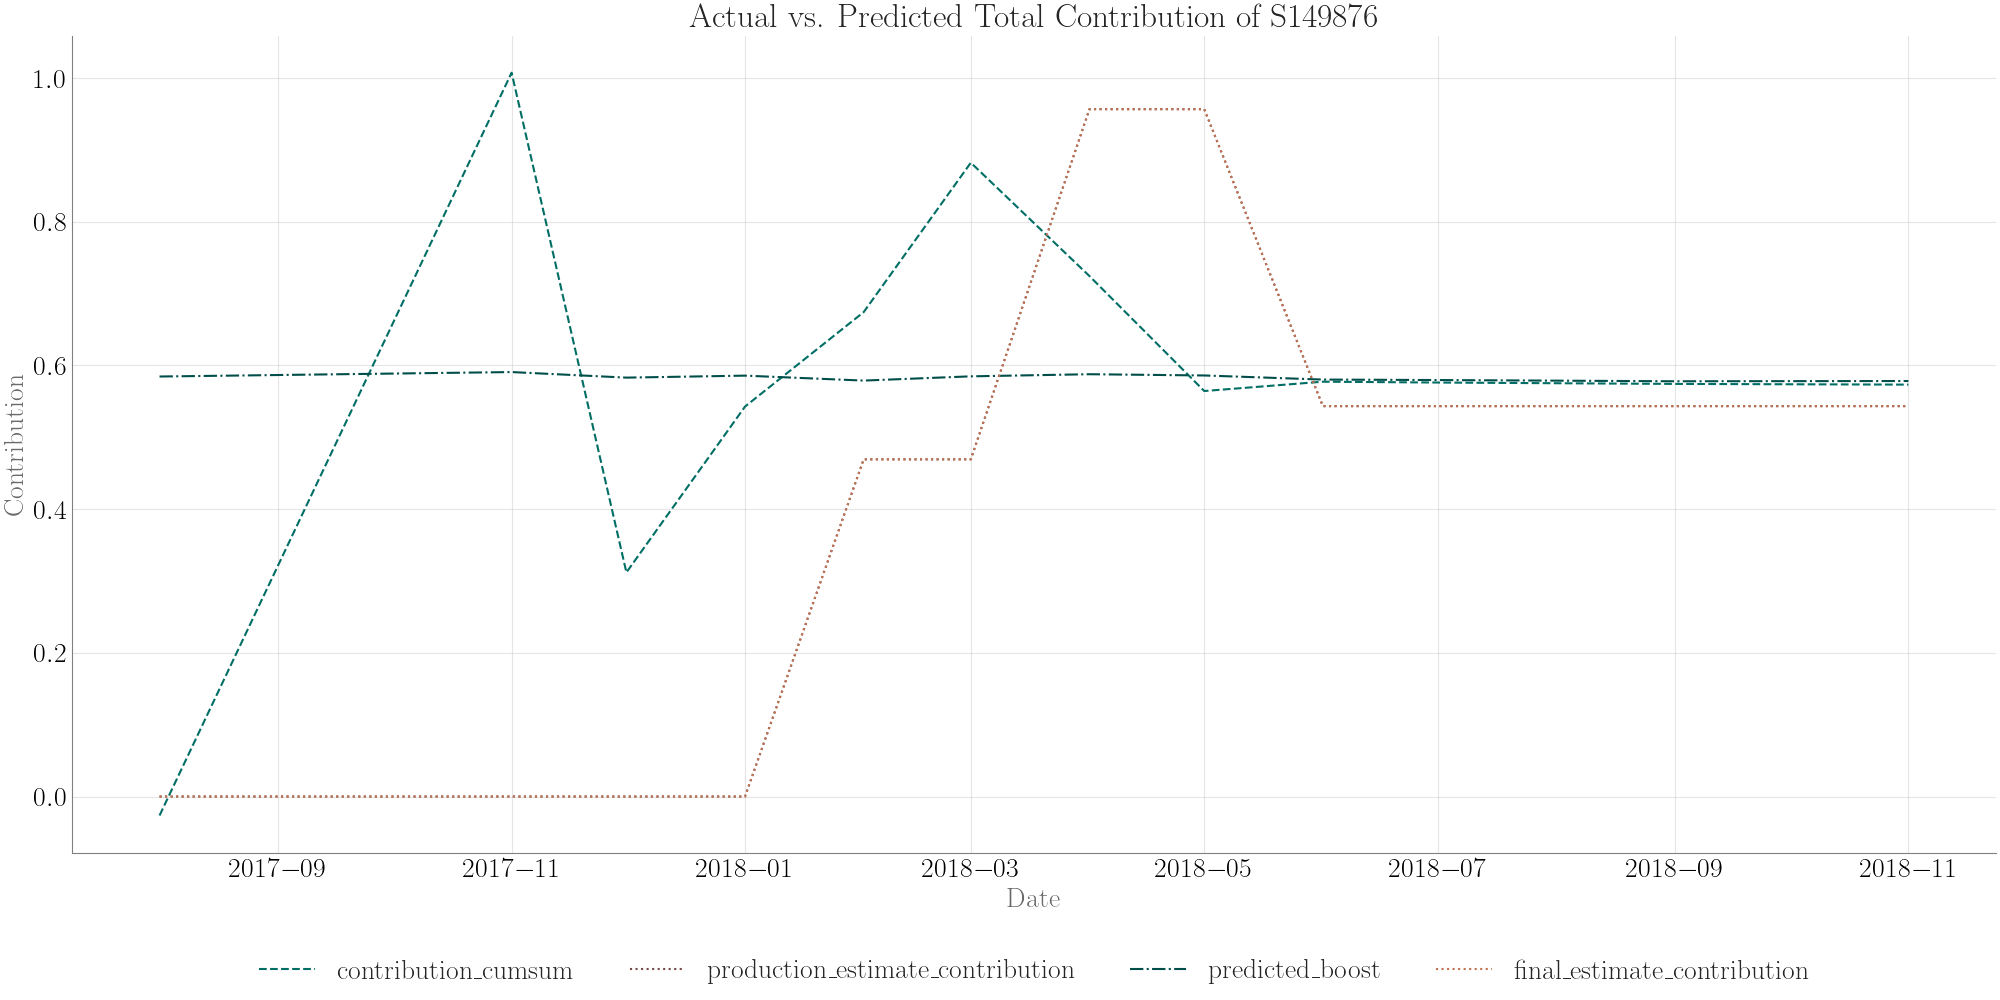 Actual vs. Predicted Total Contribution of S149876
1.0
0.8
0.6
0.4
0.2
0.0
Contribution
2017–09 2017–11 2018–01 2018–03 2018–05 2018–07 2018–09 2018–11
Date
contribution_cumsum production_estimate_contribution predicted_boost final_estimate_contribution